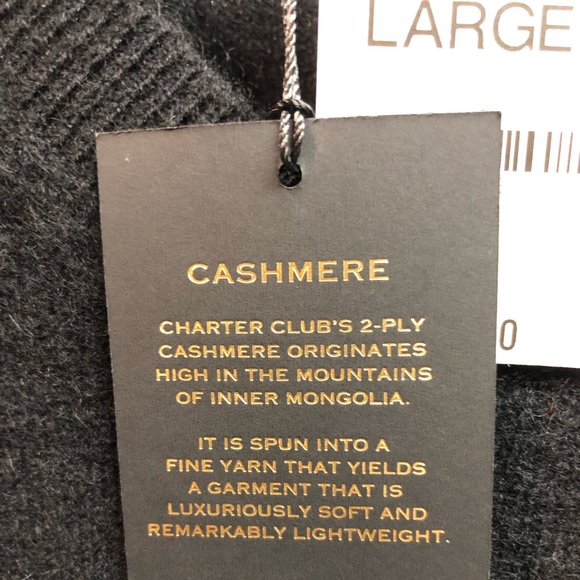 LARGE
0
CASHMERE
CHARTER CLUB'S 2-PLY
CASHMERE ORIGINATES
HIGH IN THE MOUNTAINS
OF INNER MONGOLIA.
IT IS SPUN INTO A
FINE YARN THAT YIELDS
A GARMENT THAT IS
LUXURIOUSLY SOFT AND
REMARKABLY LIGHTWEIGHT.